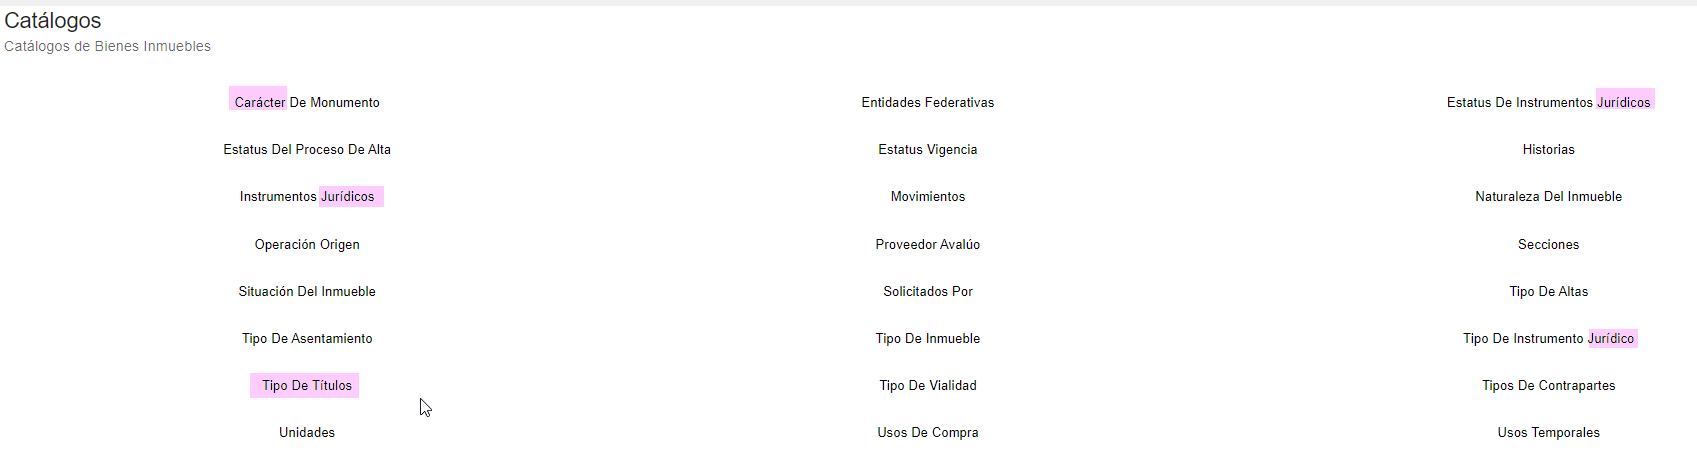 Catálogos
Catálogos de Bienes Inmuebles
Carácter De Monumento Entidades Federativas Estatus De Instrumentos Jurídicos
Estatus Del Proceso De Alta Estatus Vigencia Historias
Instrumentos Jurídicos Movimientos Naturaleza Del Inmueble
Operación Origen Proveedor Avalúo Secciones
Situación Del Inmueble Solicitados Por Tipo De Altas
Tipo De Asentamiento Tipo De Inmueble Tipo De Instrumento Jurídico
Tipo De Títulos Tipo De Vialidad Tipos De Contrapartes
Unidades Usos De Compra Usos Temporales